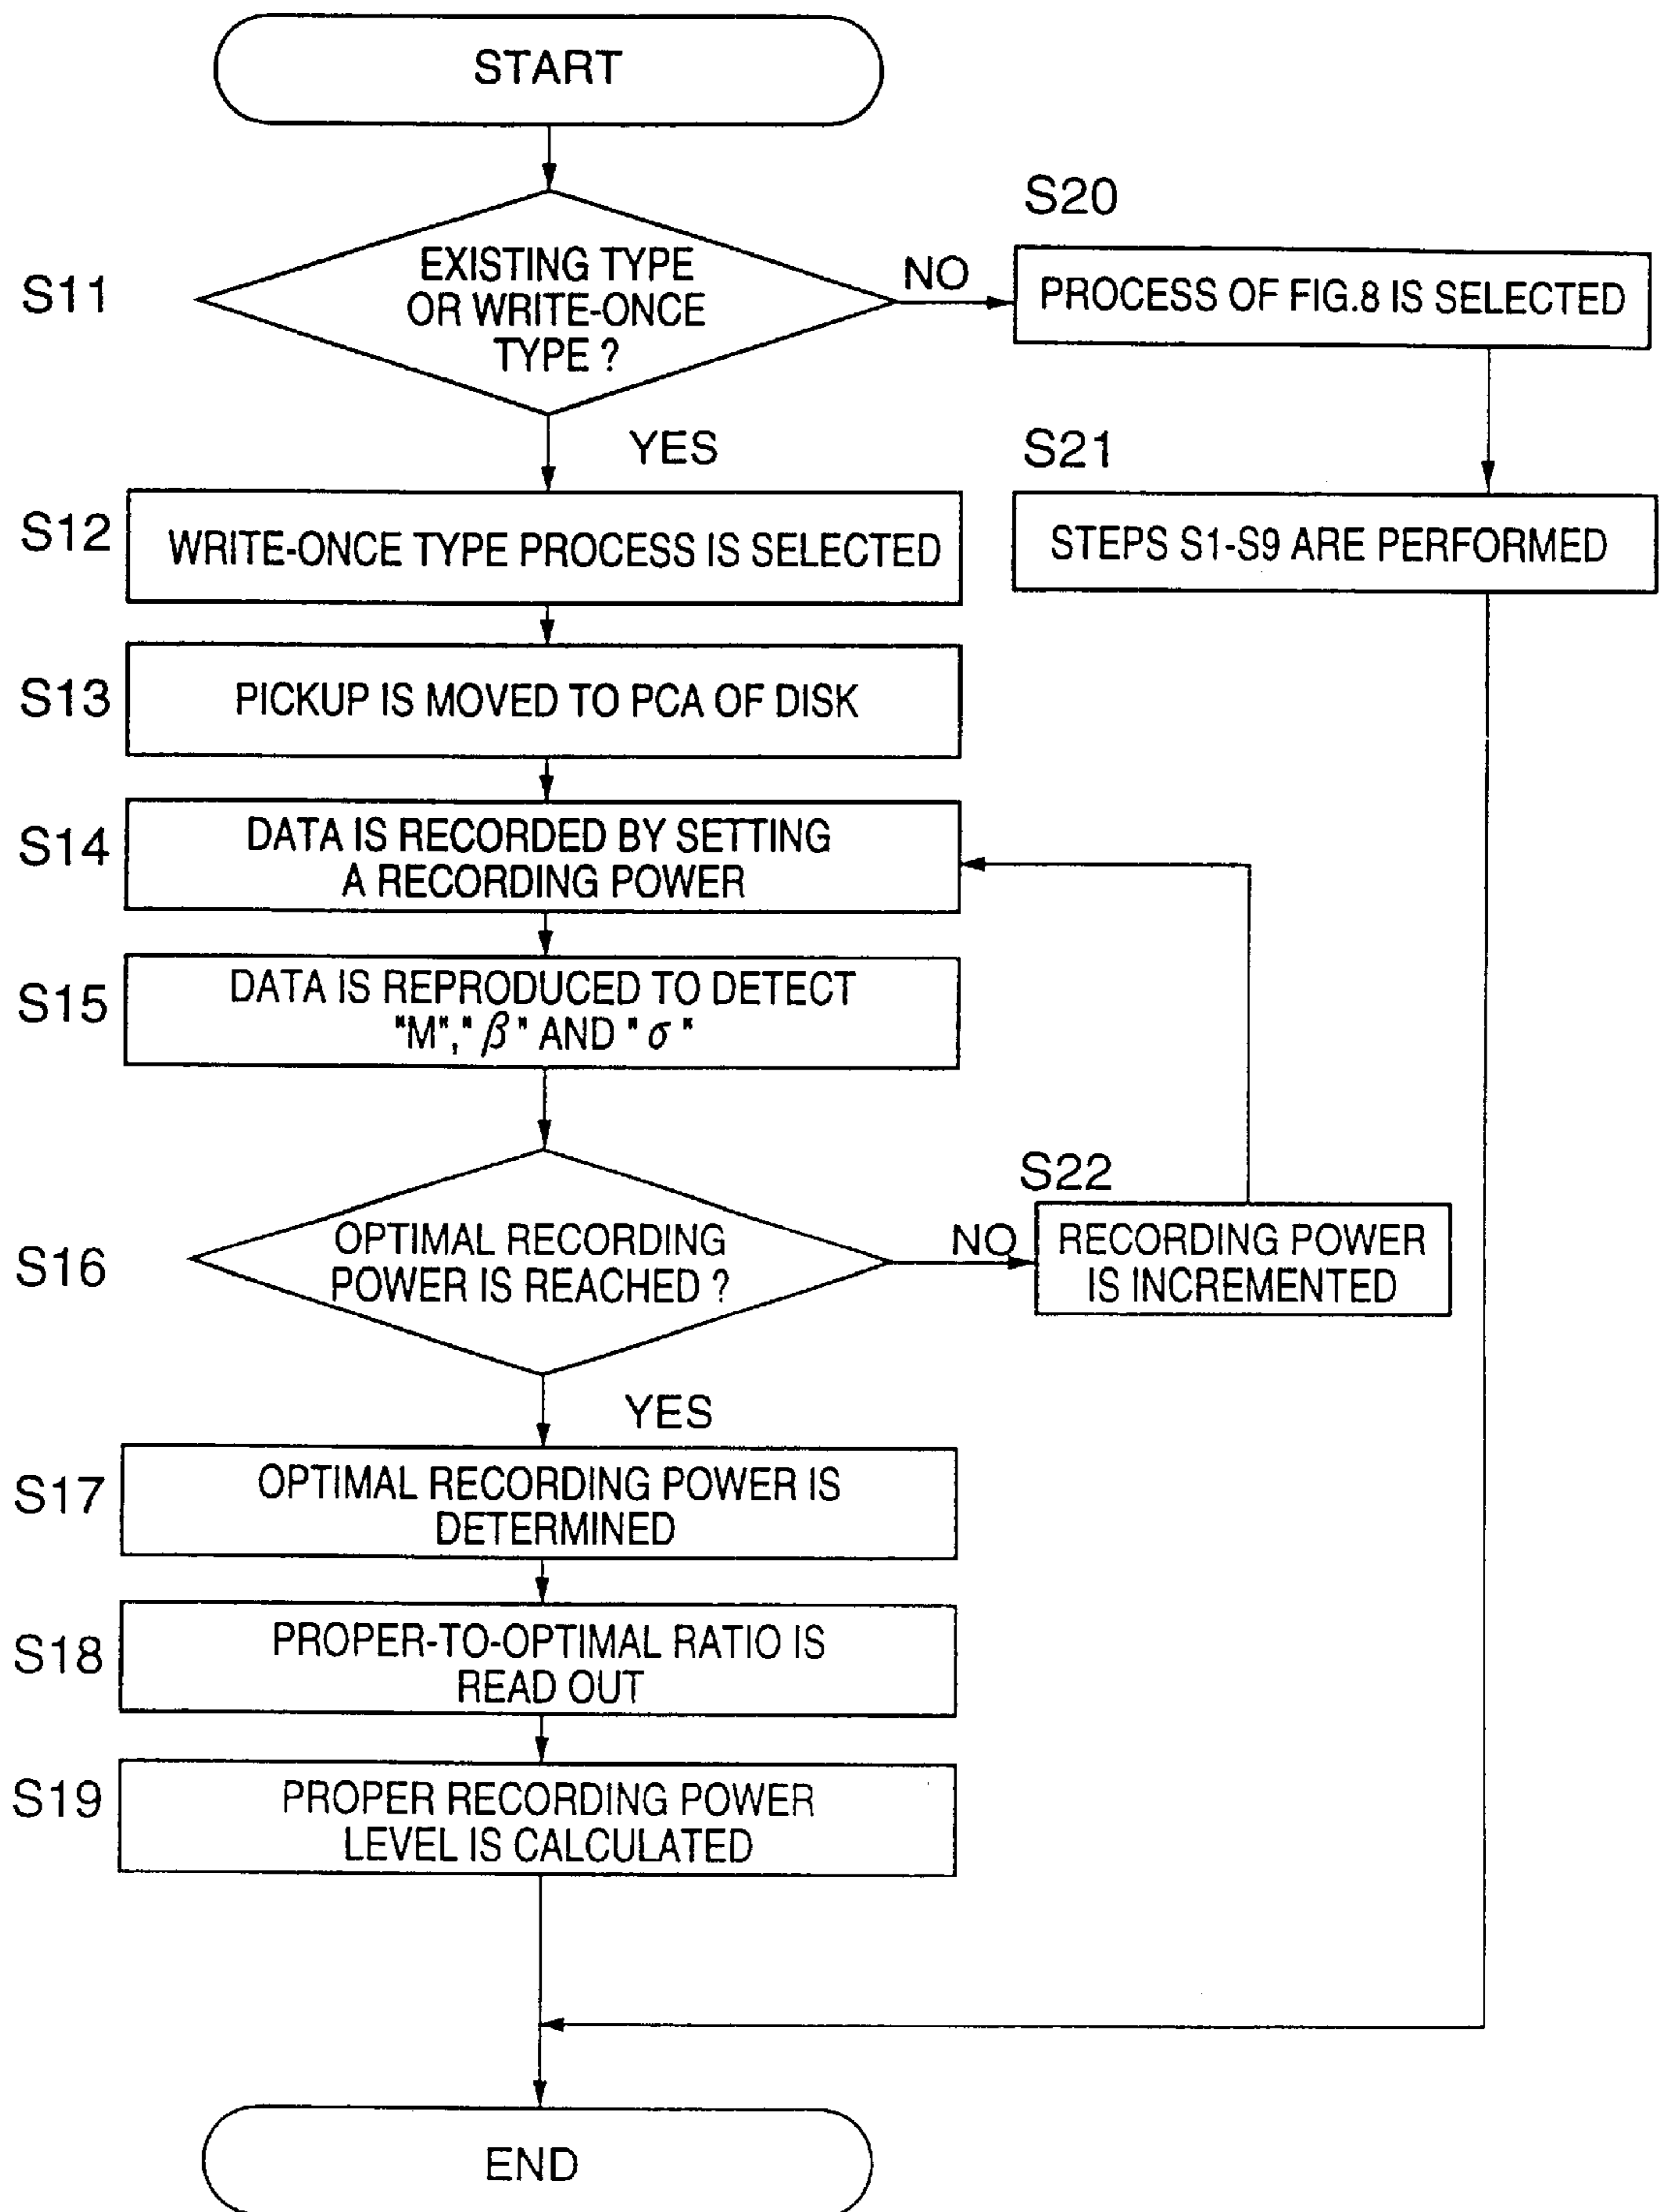 START
S11
EXISTING TYPE
OR WRITE-ONCE
TYPE ?
NO
S20
PROCESS OF FIG.8 IS SELECTED
YES
S21
STEPS S1-S9 ARE PERFORMED
S12
WRITE-ONCE TYPE PROCESS IS SELECTED
S13
PICKUP IS MOVED TO PCA OF DISK
S14
DATA IS RECORDED BY SETTING
A RECORDING POWER
S15
DATA IS REPRODUCED TO DETECT
"M"," β " AND " σ "
S16
OPTIMAL RECORDING
POWER IS REACHED ?
NO
S22
RECORDING POWER
IS INCREMENTED
YES
S17
OPTIMAL RECORDING POWER IS
DETERMINED
S18
PROPER-TO-OPTIMAL RATIO IS
READ OUT
S19
PROPER RECORDING POWER
LEVEL IS CALCULATED
END